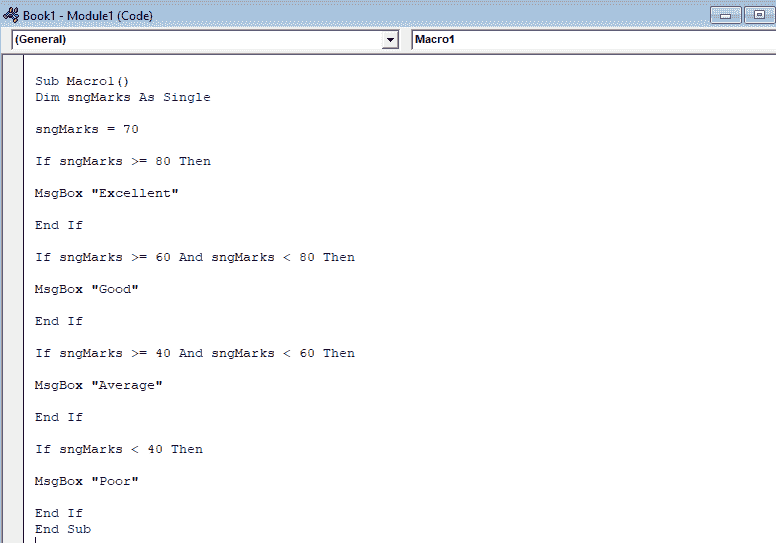 Book1 - Module1 (Code)
(General) Macro1
Sub Macro1()
Dim sngMarks As Single
sngMarks = 70
If sngMarks >= 80 Then
MsgBox "Excellent"
End If
If sngMarks >= 60 And sngMarks < 80 Then
MsgBox "Good"
End If
If sngMarks >= 40 And sngMarks < 60 Then
MsgBox "Average"
End If
If sngMarks < 40 Then
MsgBox "Poor"
End If
End Sub